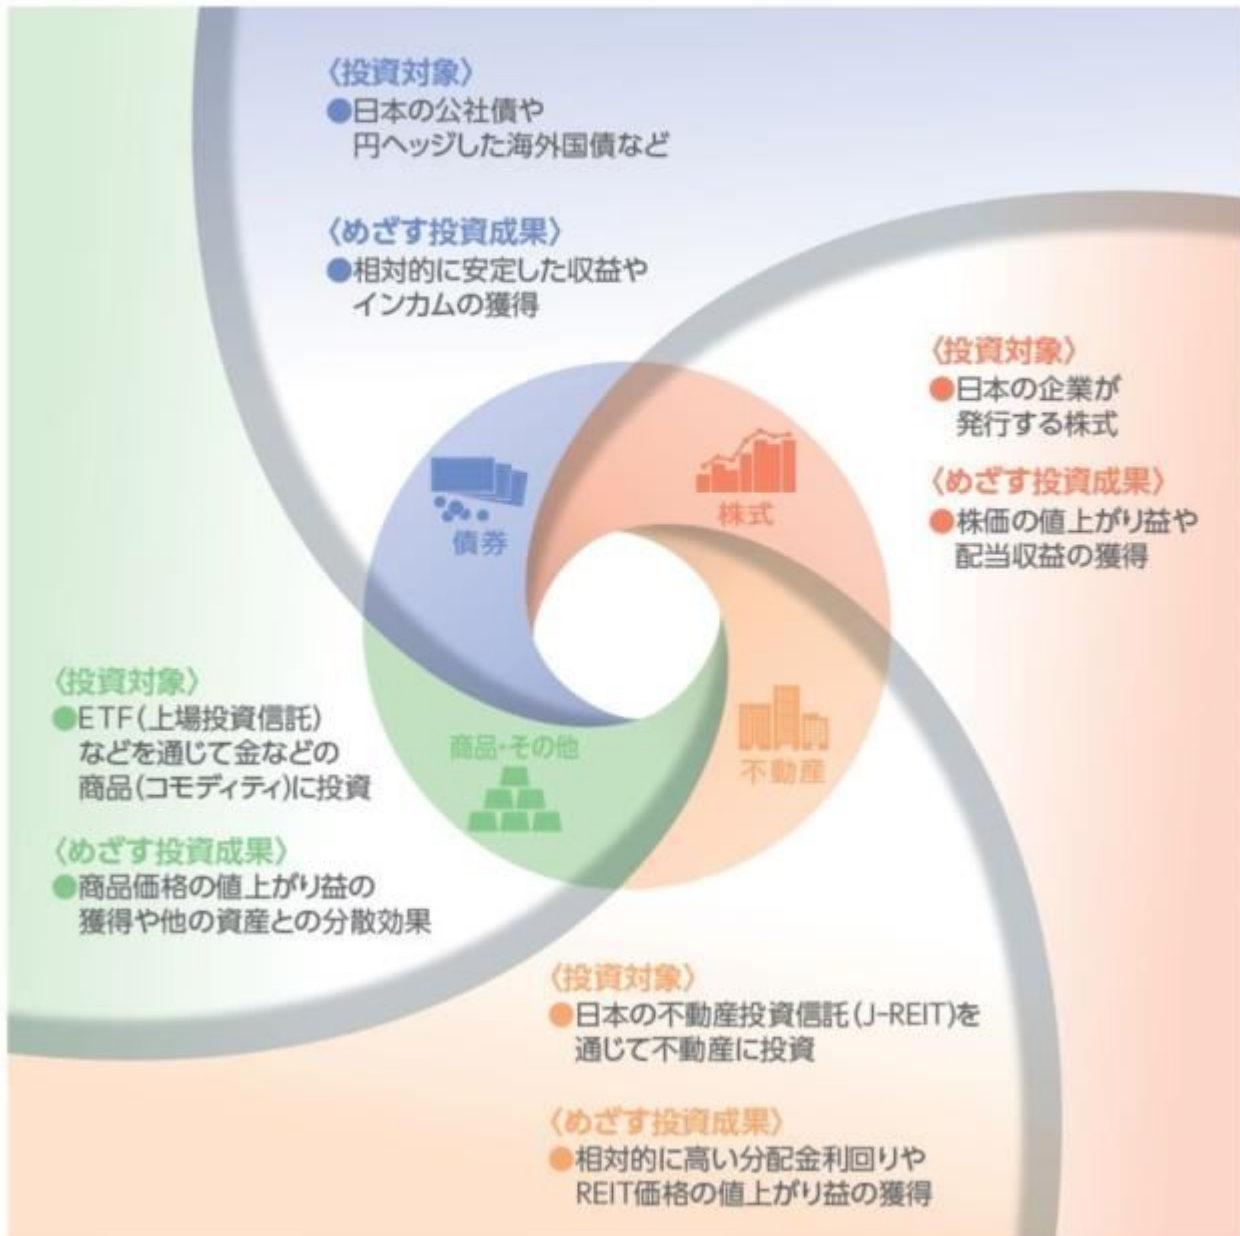 〈投資対象〉
●日本の公社債や
円ヘッジした海外国債など
〈めざす投資成果〉
●相対的に安定した収益や
インカムの獲得
〈投資対象〉
●日本の企業が
発行する株式
〈めざす投資成果〉
●株価の値上がり益や
配当収益の獲得
債券
株式
商品・その他
不動産
〈投資対象〉
●ETF(上場投資信託)
などを通じて金などの
商品(コモディティ)に投資
〈めざす投資成果〉
●商品価格の値上がり益の
獲得や他の資産との分散効果
〈投資対象〉
●日本の不動産投資信託(J-REIT)を
通じて不動産に投資
〈めざす投資成果〉
●相対的に高い分配金利回りや
REIT価格の値上がり益の獲得